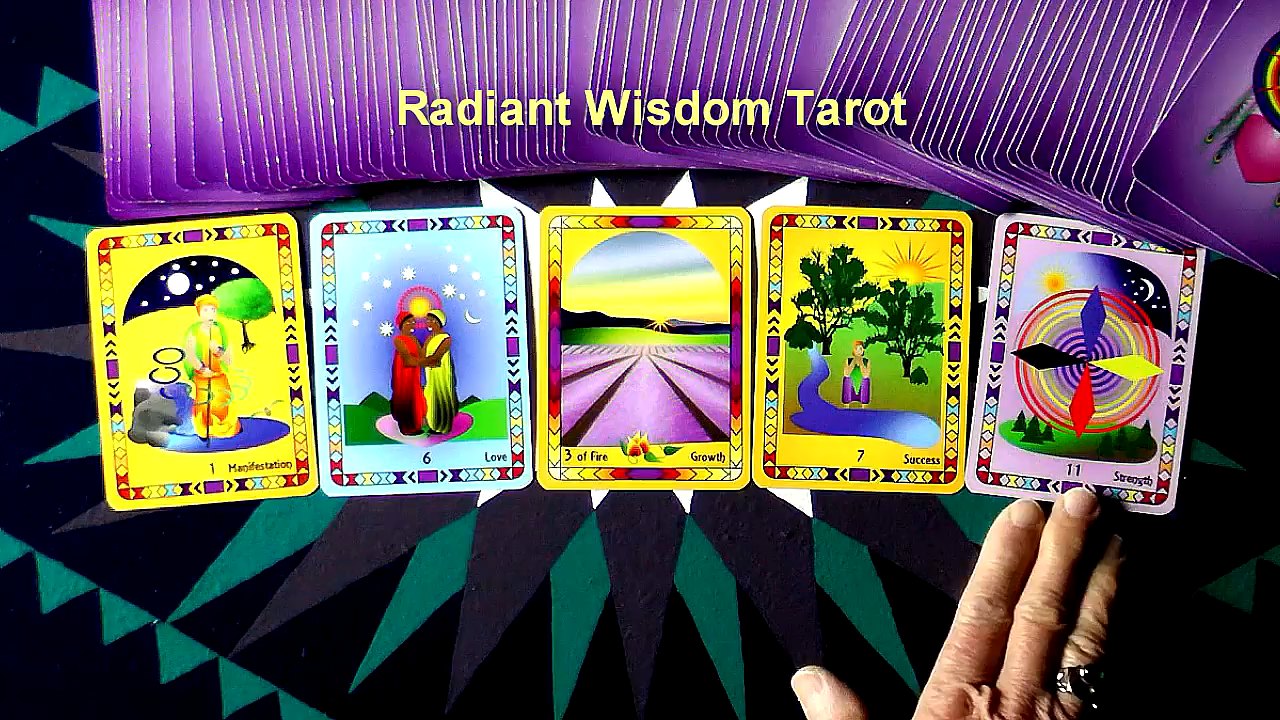 Radiant Wisdom Tarot
1 Manifestation
6 Love
3 of Fire Growth
7 Success
11 Strength